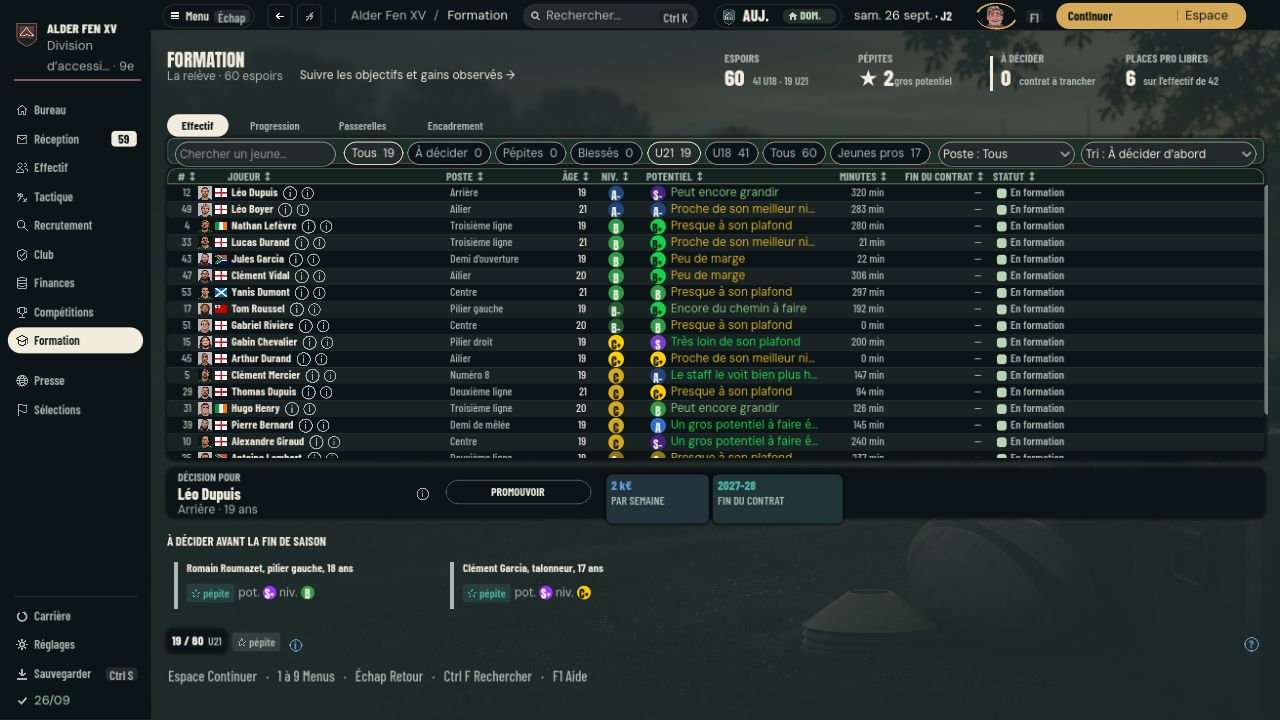 ALDER FEN XV
Division
d'accessi... · 9e
Menu Échap
Alder Fen XV / Formation
Rechercher... Ctrl K
AUJ. DOM.
sam. 26 sept. · J2
F1
Continuer Espace
Bureau
Réception 59
Effectif
Tactique
Recrutement
Club
Finances
Compétitions
Formation
Presse
Sélections
Carrière
Réglages
Sauvegarder Ctrl S
26/09
FORMATION
La relève · 60 espoirs
Suivre les objectifs et gains observés →
ESPOIRS
60 41 U18 · 19 U21
PÉPITES
★ 2 gros potentiel
À DÉCIDER
0 contrat à trancher
PLACES PRO LIBRES
6 sur l'effectif de 42
Effectif Progression Passerelles Encadrement
Chercher un jeune... Tous 19 À décider 0 Pépites 0 Blessés 0 U21 19 U18 41 Tous 60 Jeunes pros 17 Poste : Tous Tri : À décider d'abord
# JOUEUR POSTE ÂGE NIV. POTENTIEL MINUTES FIN DU CONTRAT STATUT
12 Léo Dupuis Arrière 19 A- S- Peut encore grandir 320 min – En formation
49 Léo Boyer Ailier 21 A- A- Proche de son meilleur ni... 283 min – En formation
4 Nathan Lefèvre Troisième ligne 21 B B+ Presque à son plafond 280 min – En formation
33 Lucas Durand Troisième ligne 21 B B+ Proche de son meilleur ni... 21 min – En formation
43 Jules Garcia Demi d'ouverture 19 B B+ Peu de marge 22 min – En formation
47 Clément Vidal Ailier 20 B B+ Peu de marge 306 min – En formation
53 Yanis Dumont Centre 21 B B Presque à son plafond 297 min – En formation
17 Tom Roussel Pilier gauche 19 B- B+ Encore du chemin à faire 192 min – En formation
51 Gabriel Rivière Centre 20 B- B Presque à son plafond 0 min – En formation
15 Gabin Chevalier Pilier droit 19 C+ S Très loin de son plafond 200 min – En formation
45 Arthur Durand Ailier 19 C+ C+ Proche de son meilleur ni... 0 min – En formation
5 Clément Mercier Numéro 8 19 C A- Le staff le voit bien plus h... 147 min – En formation
29 Thomas Dupuis Deuxième ligne 21 C C+ Presque à son plafond 94 min – En formation
31 Hugo Henry Troisième ligne 20 C B Peut encore grandir 126 min – En formation
39 Pierre Bernard Demi de mêlée 19 C A Un gros potentiel à faire é... 145 min – En formation
10 Alexandre Giraud Centre 19 C S- Un gros potentiel à faire é... 240 min – En formation
25 Antoine Lambert Deuxième ligne 19 Presque à son plafond 237 min – En formation
DÉCISION POUR
Léo Dupuis
Arrière · 19 ans
PROMOUVOIR
2 k€
PAR SEMAINE
2027-28
FIN DU CONTRAT
À DÉCIDER AVANT LA FIN DE SAISON
Romain Roumazet, pilier gauche, 18 ans
pépite pot. S+ niv. B
Clément Garcia, talonneur, 17 ans
pépite pot. S+ niv. C+
19 / 60 U21 pépite
Espace Continuer · 1 à 9 Menus · Échap Retour · Ctrl F Rechercher · F1 Aide